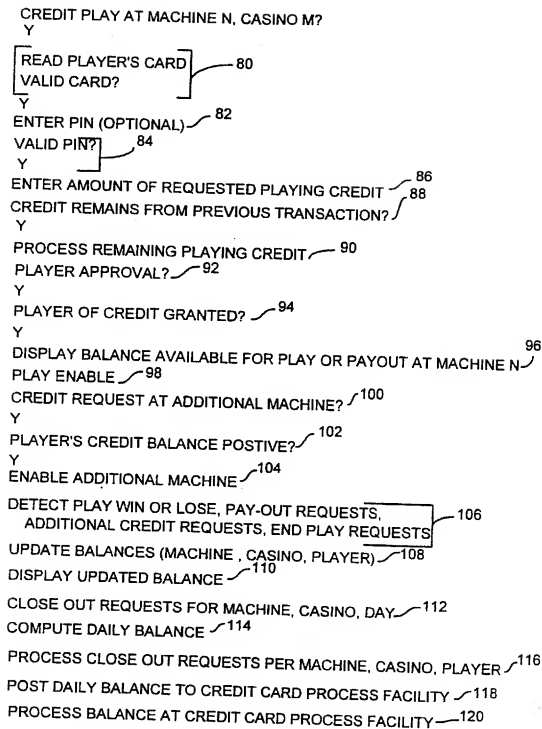 CREDIT PLAY AT MACHINE N, CASINO M?
Y
READ PLAYER'S CARD
VALID CARD?
80
Y
ENTER PIN (OPTIONAL) 82
VALID PIN? 84
Y
ENTER AMOUNT OF REQUESTED PLAYING CREDIT 86
CREDIT REMAINS FROM PREVIOUS TRANSACTION? 88
Y
PROCESS REMAINING PLAYING CREDIT 90
PLAYER APPROVAL? 92
Y
PLAYER OF CREDIT GRANTED? 94
Y
DISPLAY BALANCE AVAILABLE FOR PLAY OR PAYOUT AT MACHINE N 96
PLAY ENABLE 98
CREDIT REQUEST AT ADDITIONAL MACHINE? 100
Y
PLAYER'S CREDIT BALANCE POSTIVE? 102
Y
ENABLE ADDITIONAL MACHINE 104
DETECT PLAY WIN OR LOSE, PAY-OUT REQUESTS,
ADDITIONAL CREDIT REQUESTS, END PLAY REQUESTS 106
UPDATE BALANCES (MACHINE , CASINO, PLAYER) 108
DISPLAY UPDATED BALANCE 110
CLOSE OUT REQUESTS FOR MACHINE, CASINO, DAY 112
COMPUTE DAILY BALANCE 114
PROCESS CLOSE OUT REQUESTS PER MACHINE, CASINO, PLAYER 116
POST DAILY BALANCE TO CREDIT CARD PROCESS FACILITY 118
PROCESS BALANCE AT CREDIT CARD PROCESS FACILITY 120